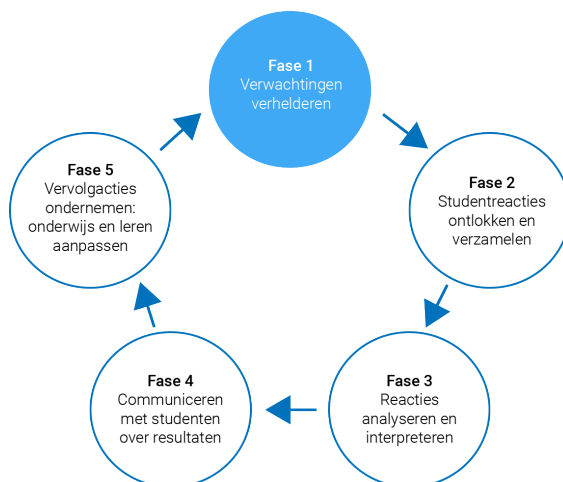 Fase 1
Verwachtingen
verhelderen
Fase 2
Studentreacties
ontlokken en
verzamelen
Fase 3
Reacties
analyseren en
interpreteren
Fase 4
Communiceren
met studenten
over resultaten
Fase 5
Vervolgacties
ondernemen:
onderwijs en leren
aanpassen